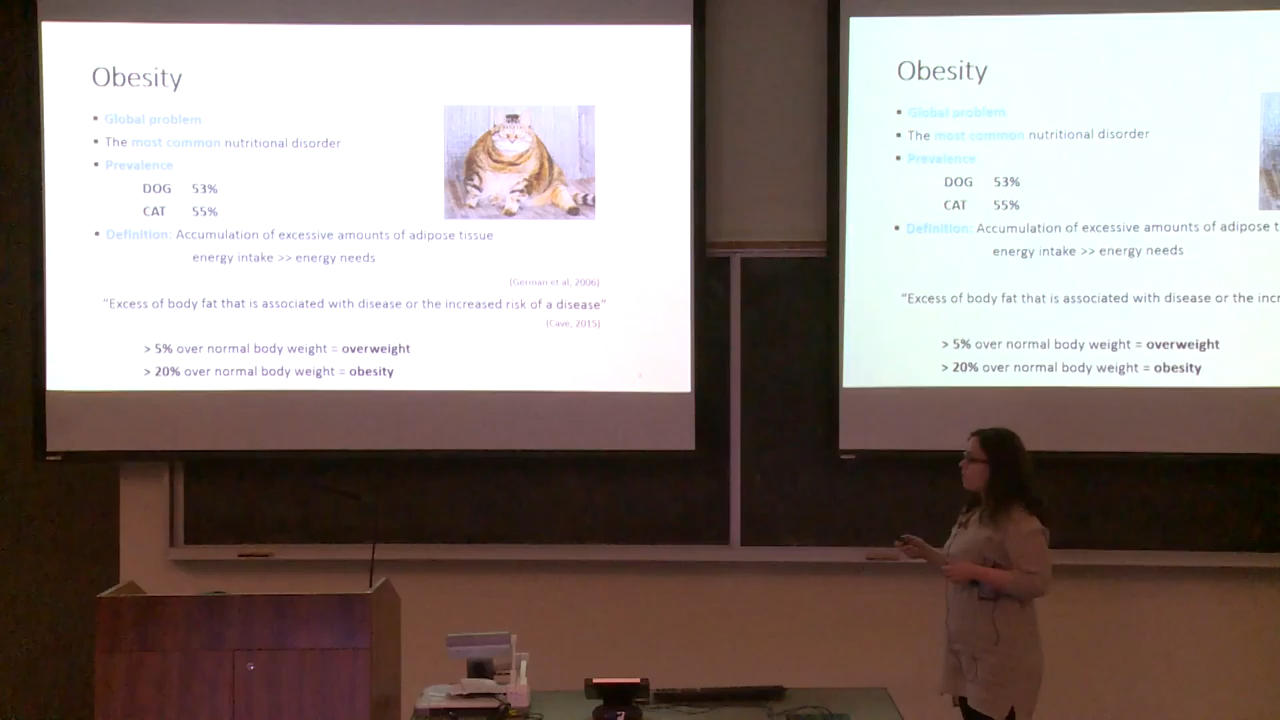 Obesity
▪ Global problem
▪ The most common nutritional disorder
▪ Prevalence
DOG 53%
CAT 55%
▪ Definition: Accumulation of excessive amounts of adipose tissue
energy intake >> energy needs
(German et al, 2006)
"Excess of body fat that is associated with disease or the increased risk of a disease"
(Cave, 2015)
> 5% over normal body weight = overweight
> 20% over normal body weight = obesity
Obesity
▪ Global problem
▪ The most common nutritional disorder
▪ Prevalence
DOG 53%
CAT 55%
▪ Definition: Accumulation of excessive amounts of adipose t
energy intake >> energy needs
"Excess of body fat that is associated with disease or the incr
> 5% over normal body weight = overweight
> 20% over normal body weight = obesity